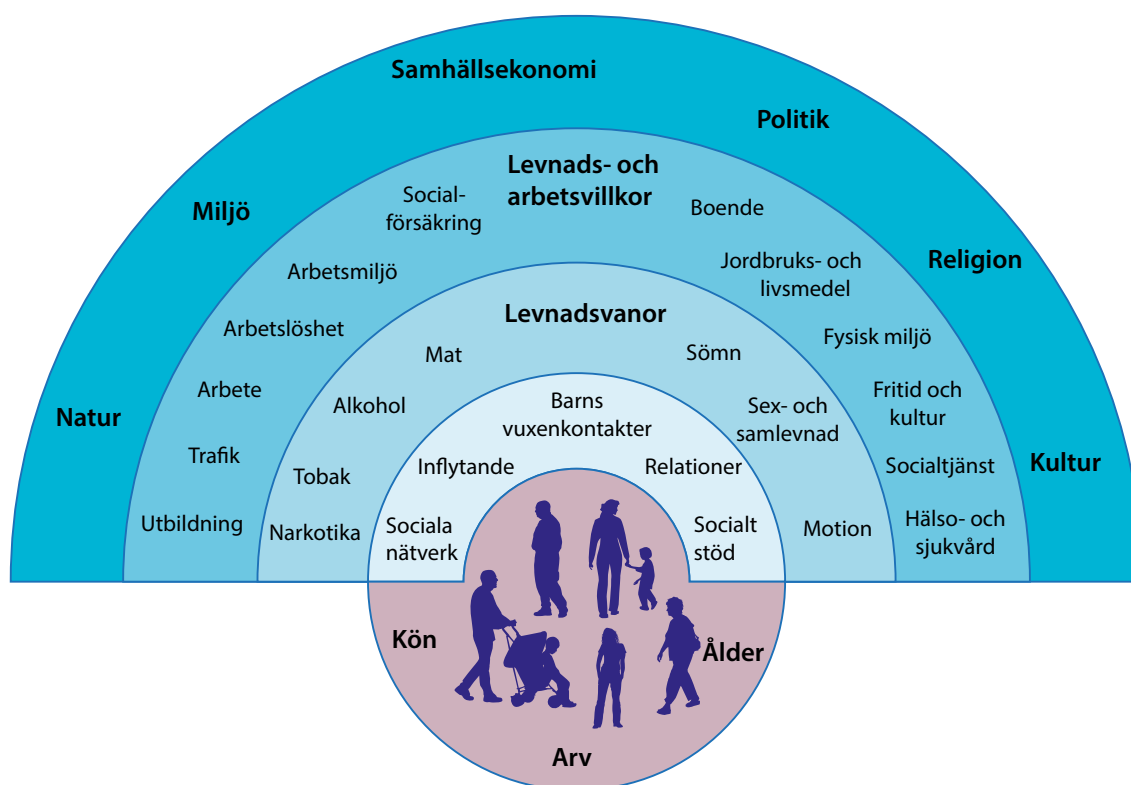 Samhällsekonomi
Politik
Miljö
Religion
Natur
Kultur
Levnads- och
arbetsvillkor
Social-
försäkring
Boende
Arbetsmiljö
Jordbruks- och
livsmedel
Arbetslöshet
Fysisk miljö
Arbete
Fritid och
kultur
Trafik
Socialtjänst
Utbildning
Hälso- och
sjukvård
Levnadsvanor
Mat
Sömn
Alkohol
Sex- och
samlevnad
Tobak
Narkotika
Motion
Barns
vuxenkontakter
Inflytande
Relationer
Sociala
nätverk
Socialt
stöd
Kön
Ålder
Arv